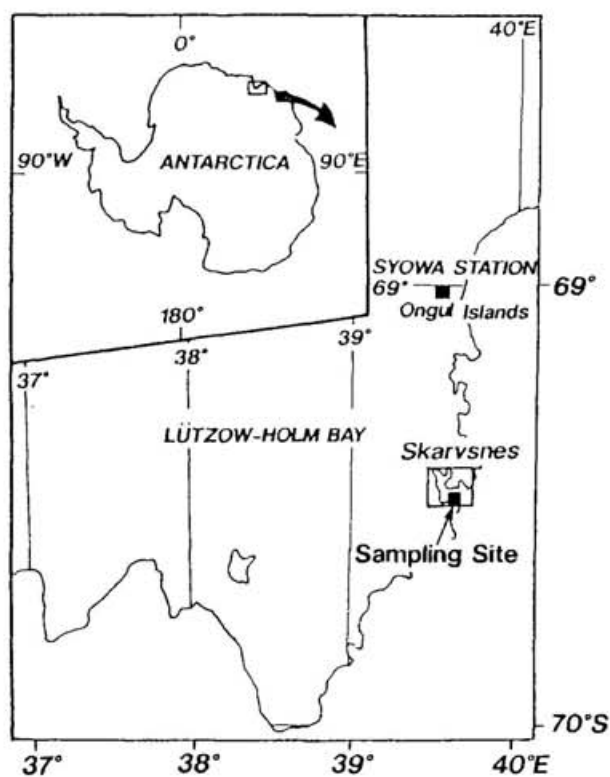 0°
40°E
90°W
ANTARCTICA
90°E
SYOWA STATION
69°
69°
Ongul Islands
180°
37°
38°
39°
LÜTZOW-HOLM BAY
Skarvsnes
Sampling Site
70°S
37°
38°
39°
40°E